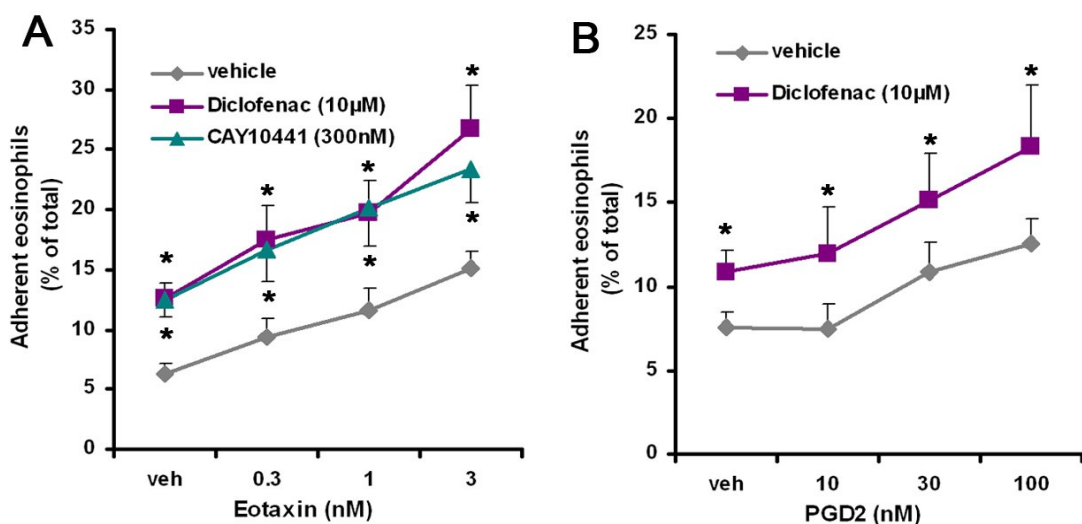 A
Adherent eosinophils
(% of total)
35
30
25
20
15
10
5
0
vehicle
Diclofenac (10µM)
CAY10441 (300nM)
*
*
*
*
*
*
*
*
veh 0.3 1 3
Eotaxin (nM)
B
Adherent eosinophils
(% of total)
25
20
15
10
5
0
vehicle
Diclofenac (10µM)
*
*
*
*
veh 10 30 100
PGD2 (nM)